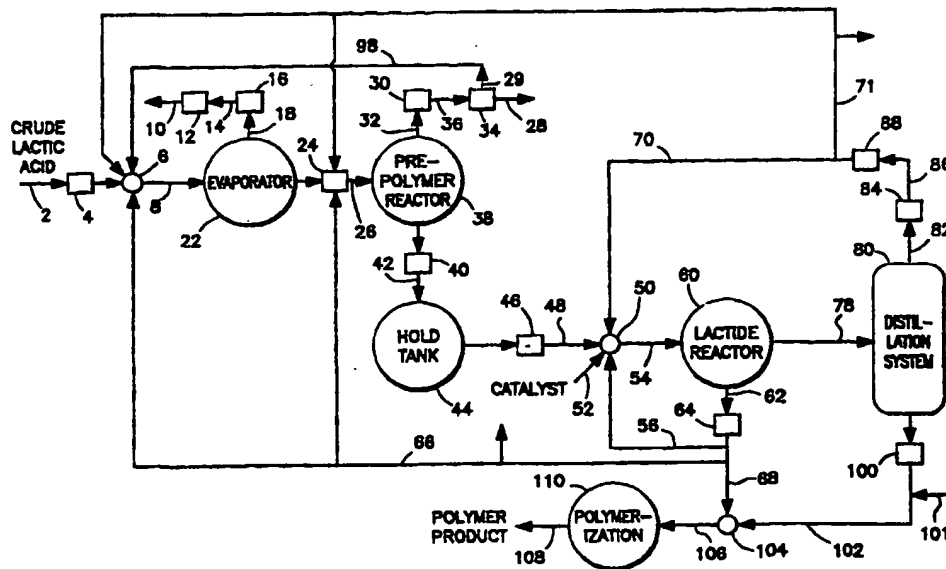 98
16
29
30
71
10
12
14
18
36
34
28
CRUDE
LACTIC
ACID
24
32
70
88
86
6
PRE-
POLYMER
REACTOR
84
2
4
8
EVAPORATOR
26
38
82
22
80
42
40
60
46
48
50
78
HOLD
TANK
LACTIDE
REACTOR
DISTIL-
LATION
SYSTEM
CATALYST
54
62
52
44
64
56
100
66
68
110
POLYMER
PRODUCT
POLYMER-
IZATION
101
108
106
104
102